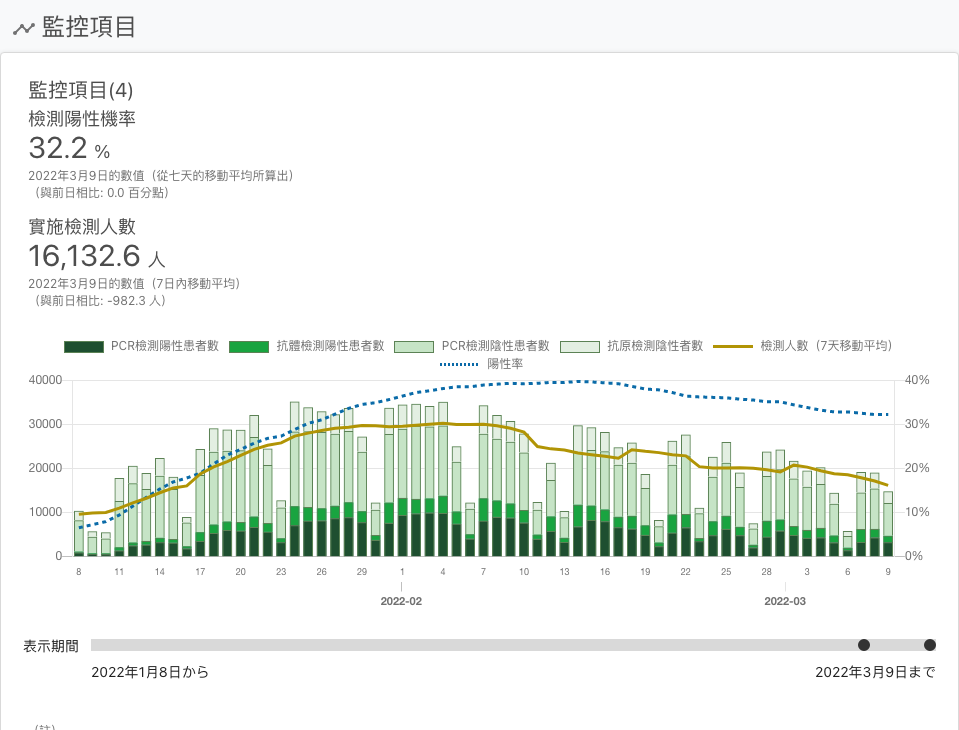 監控項目
監控項目(4)
檢測陽性機率
32.2 %
2022年3月9日的數值（從七天的移動平均所算出）
（與前日相比: 0.0 百分點）
實施檢測人數
16,132.6 人
2022年3月9日的數值（7日內移動平均）
（與前日相比: -982.3 人）
PCR檢測陽性患者數 抗體檢測陽性患者數 PCR檢測陰性患者數 抗原檢測陰性者數 檢測人數（7天移動平均）
陽性率
40000 40%
30000 30%
20000 20%
10000 10%
0 0%
8 11 14 17 20 23 26 29 1 4 7 10 13 16 19 22 25 28 3 6 9
2022-02 2022-03
表示期間
2022年1月8日から 2022年3月9日まで